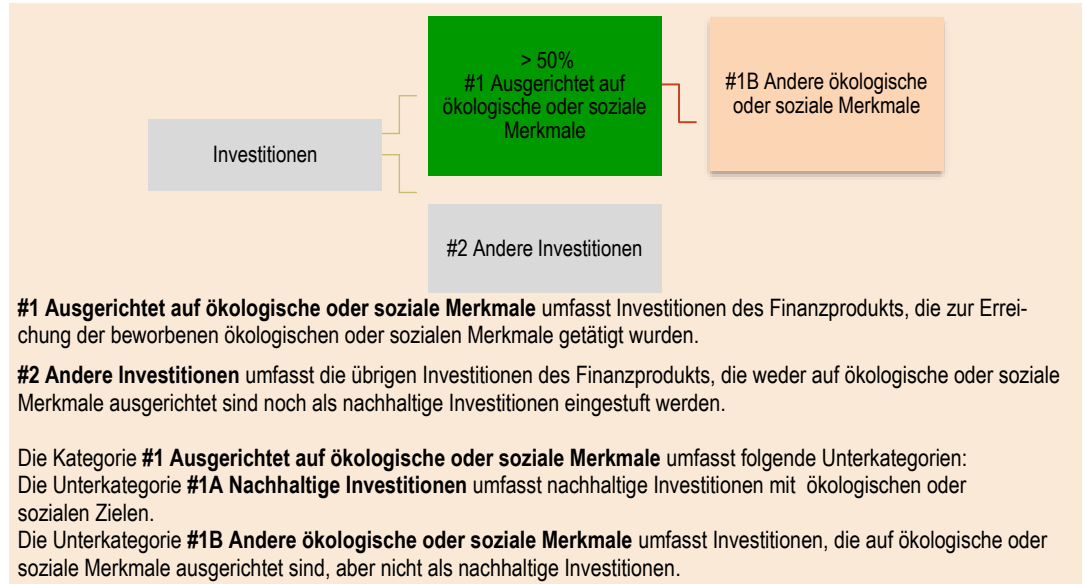 > 50%
#1 Ausgerichtet auf
ökologische oder soziale
Merkmale
#1B Andere ökologische
oder soziale Merkmale
Investitionen
#2 Andere Investitionen
#1 Ausgerichtet auf ökologische oder soziale Merkmale umfasst Investitionen des Finanzprodukts, die zur Errei-
chung der beworbenen ökologischen oder sozialen Merkmale getätigt wurden.
#2 Andere Investitionen umfasst die übrigen Investitionen des Finanzprodukts, die weder auf ökologische oder soziale
Merkmale ausgerichtet sind noch als nachhaltige Investitionen eingestuft werden.
Die Kategorie #1 Ausgerichtet auf ökologische oder soziale Merkmale umfasst folgende Unterkategorien:
Die Unterkategorie #1A Nachhaltige Investitionen umfasst nachhaltige Investitionen mit ökologischen oder
sozialen Zielen.
Die Unterkategorie #1B Andere ökologische oder soziale Merkmale umfasst Investitionen, die auf ökologische oder
soziale Merkmale ausgerichtet sind, aber nicht als nachhaltige Investitionen.